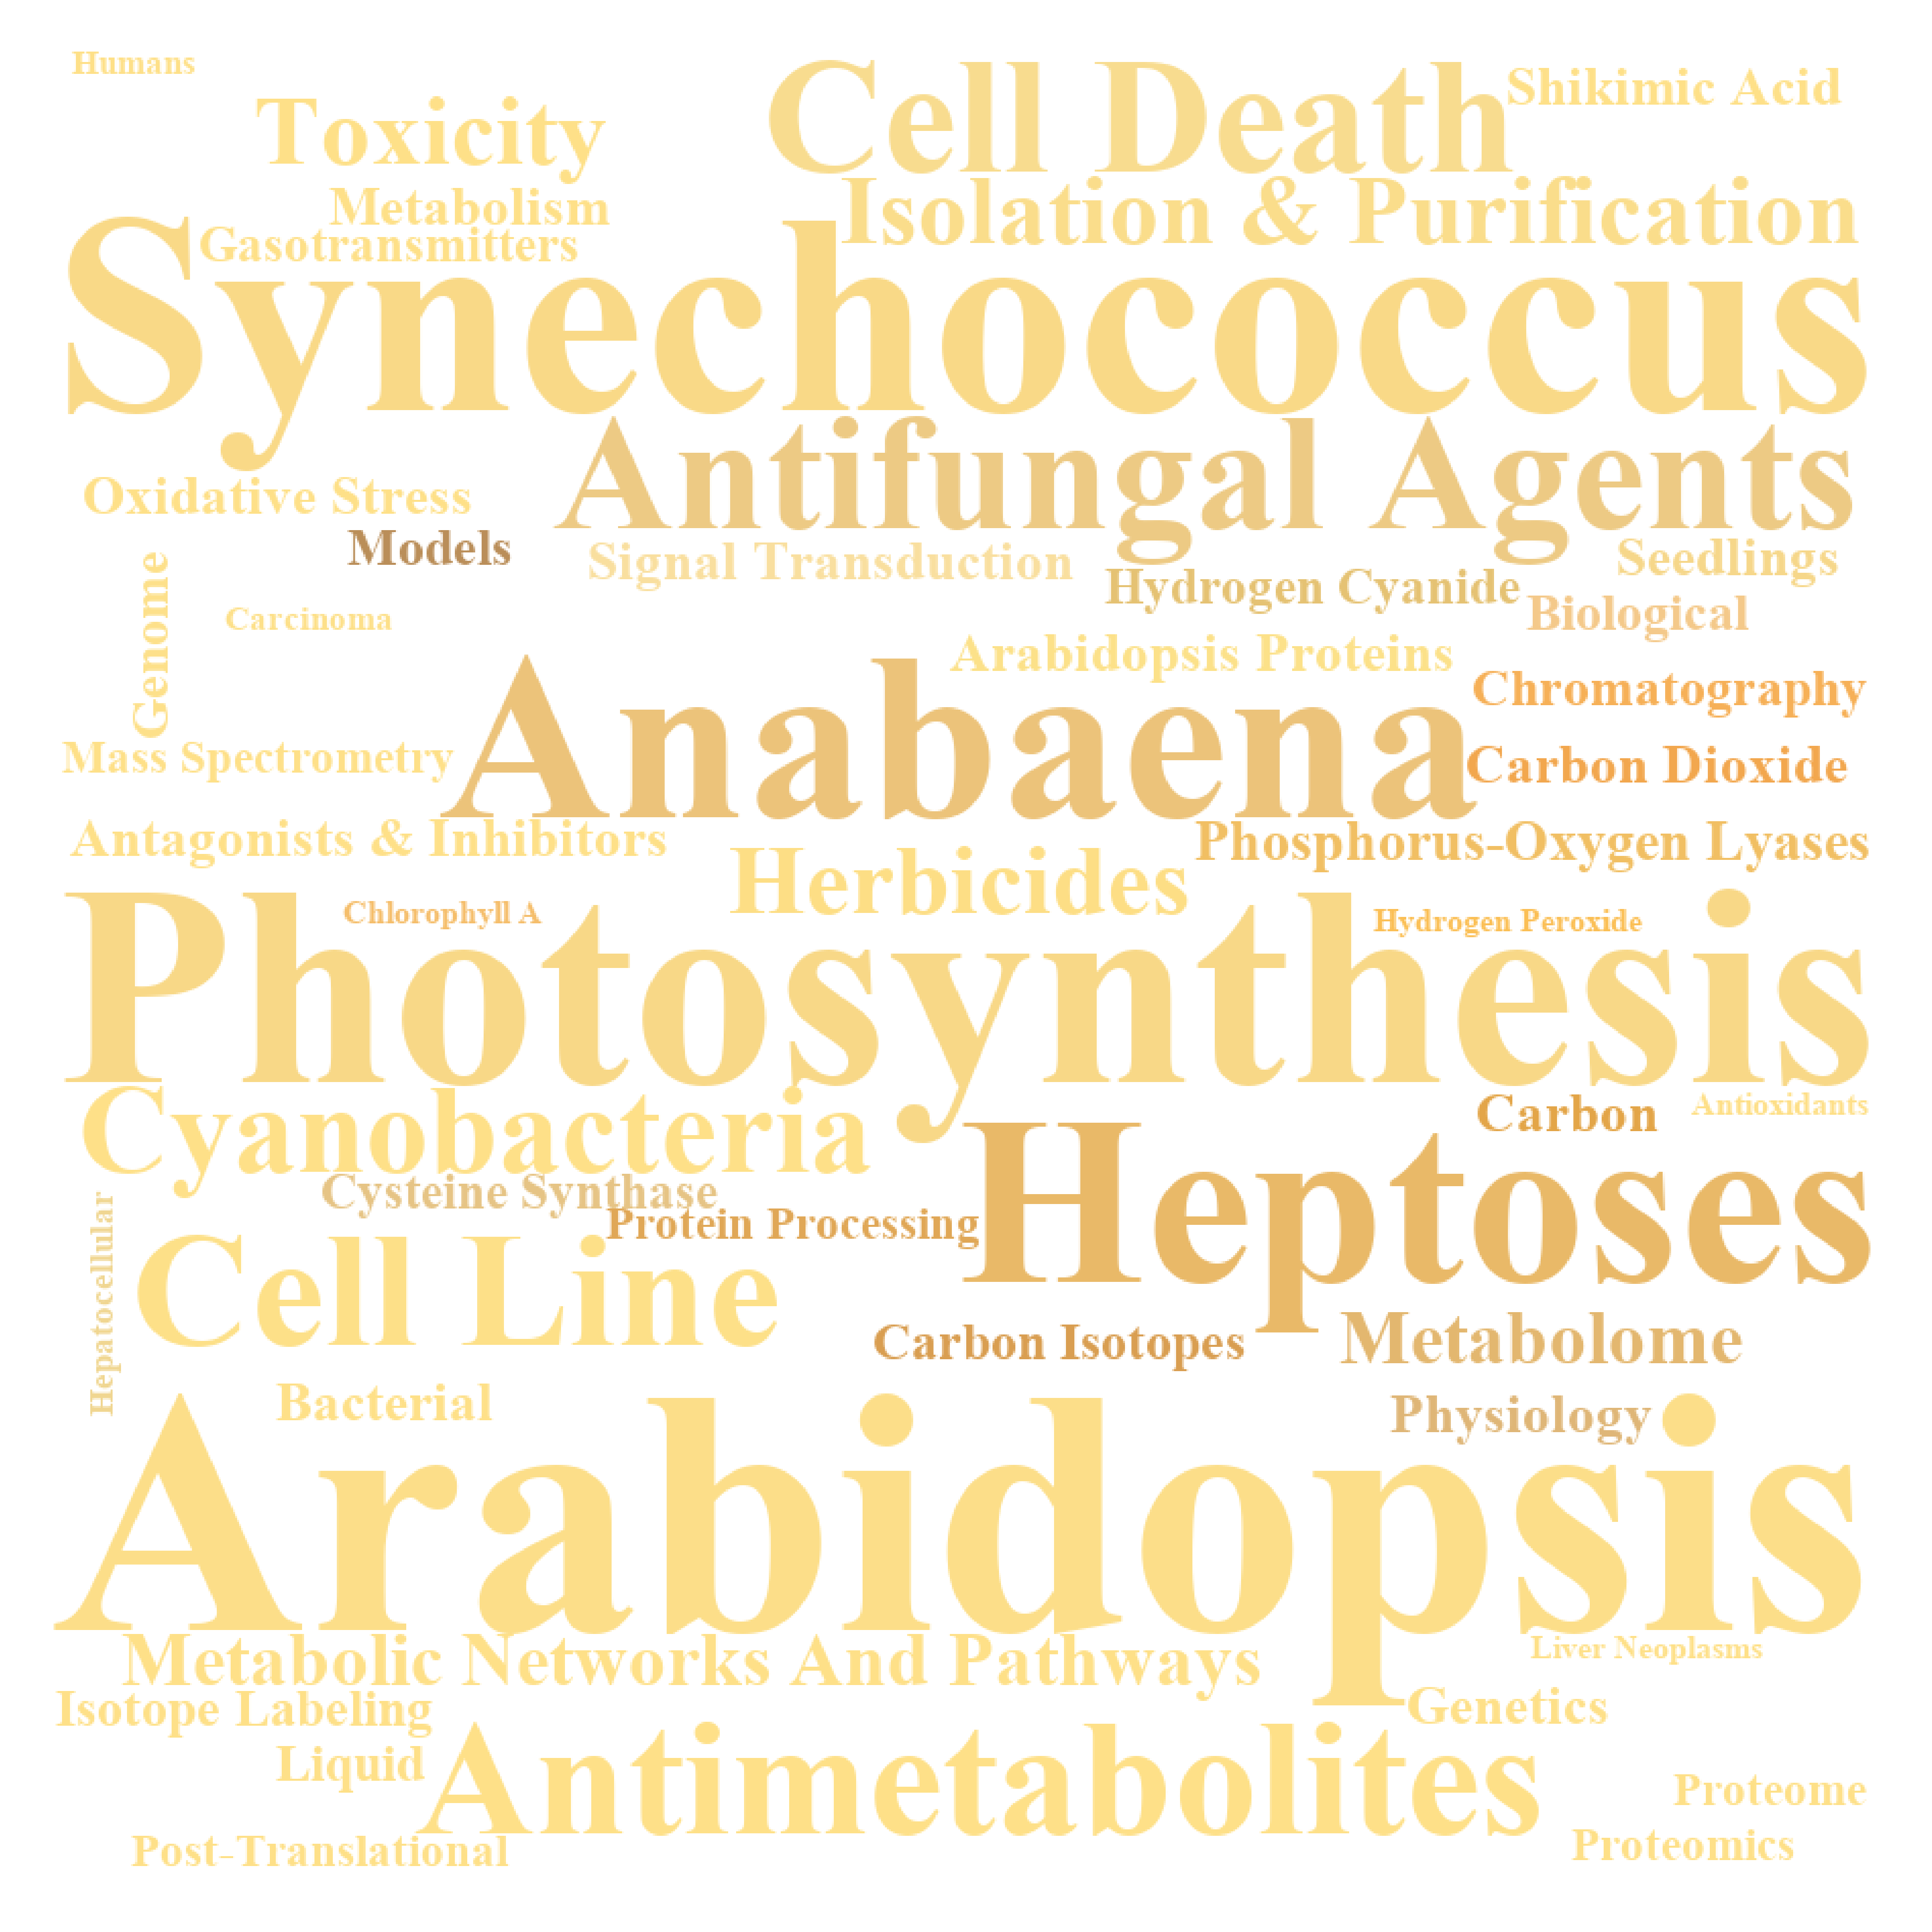 Humans
Cell Death
Shikimic Acid
Toxicity
Metabolism
Isolation & Purification
Gasotransmitters
Synechococcus
Antifungal Agents
Oxidative Stress
Models
Signal Transduction
Seedlings
Hydrogen Cyanide
Biological
Genome
Carcinoma
Arabidopsis Proteins
Chromatography
Anabaena
Mass Spectrometry
Carbon Dioxide
Antagonists & Inhibitors
Phosphorus-Oxygen Lyases
Herbicides
Chlorophyll A
Hydrogen Peroxide
Photosynthesis
Carbon
Antioxidants
Cyanobacteria
Cysteine Synthase
Heptoses
Protein Processing
Hepatocellular
Cell Line
Carbon Isotopes
Metabolome
Bacterial
Physiology
Arabidopsis
Metabolic Networks And Pathways
Liver Neoplasms
Isotope Labeling
Genetics
Liquid
Antimetabolites
Proteome
Post-Translational
Proteomics